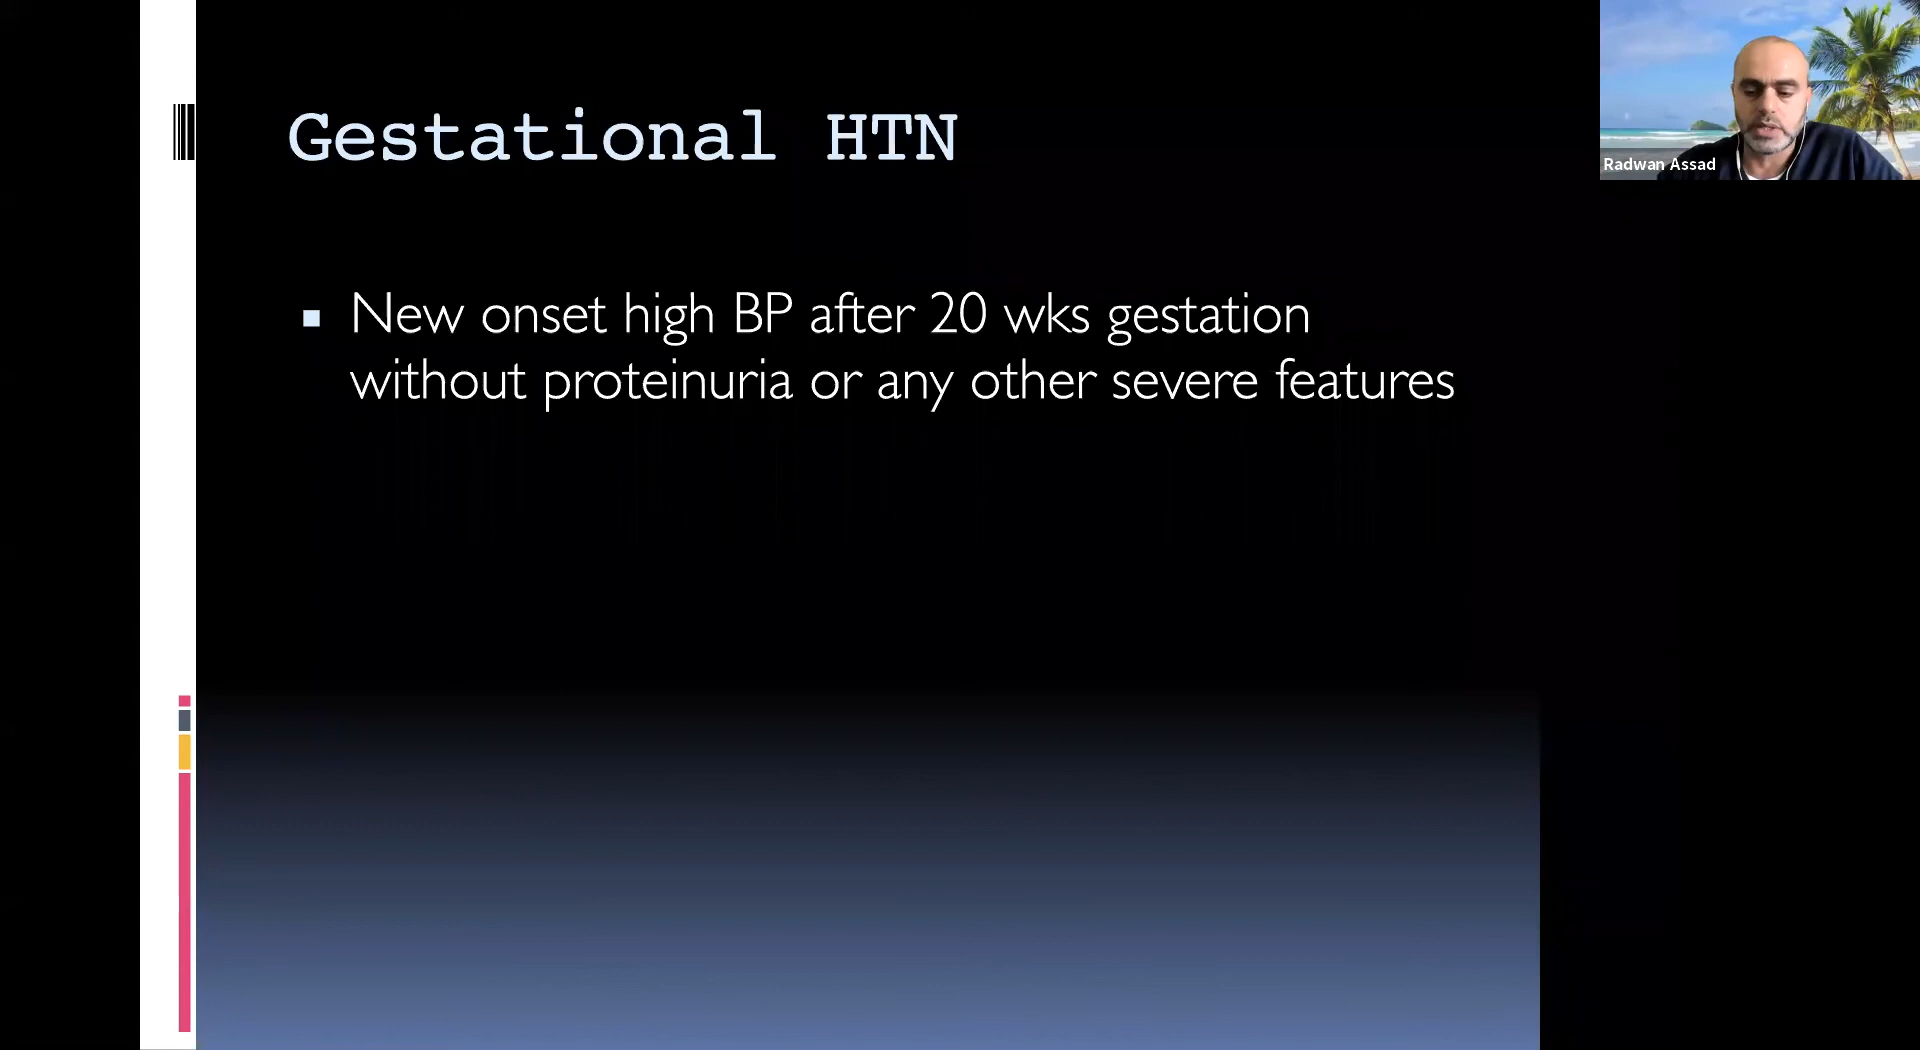 Gestational HTN
New onset high BP after 20 wks gestation
without proteinuria or any other severe features
Radwan Assad